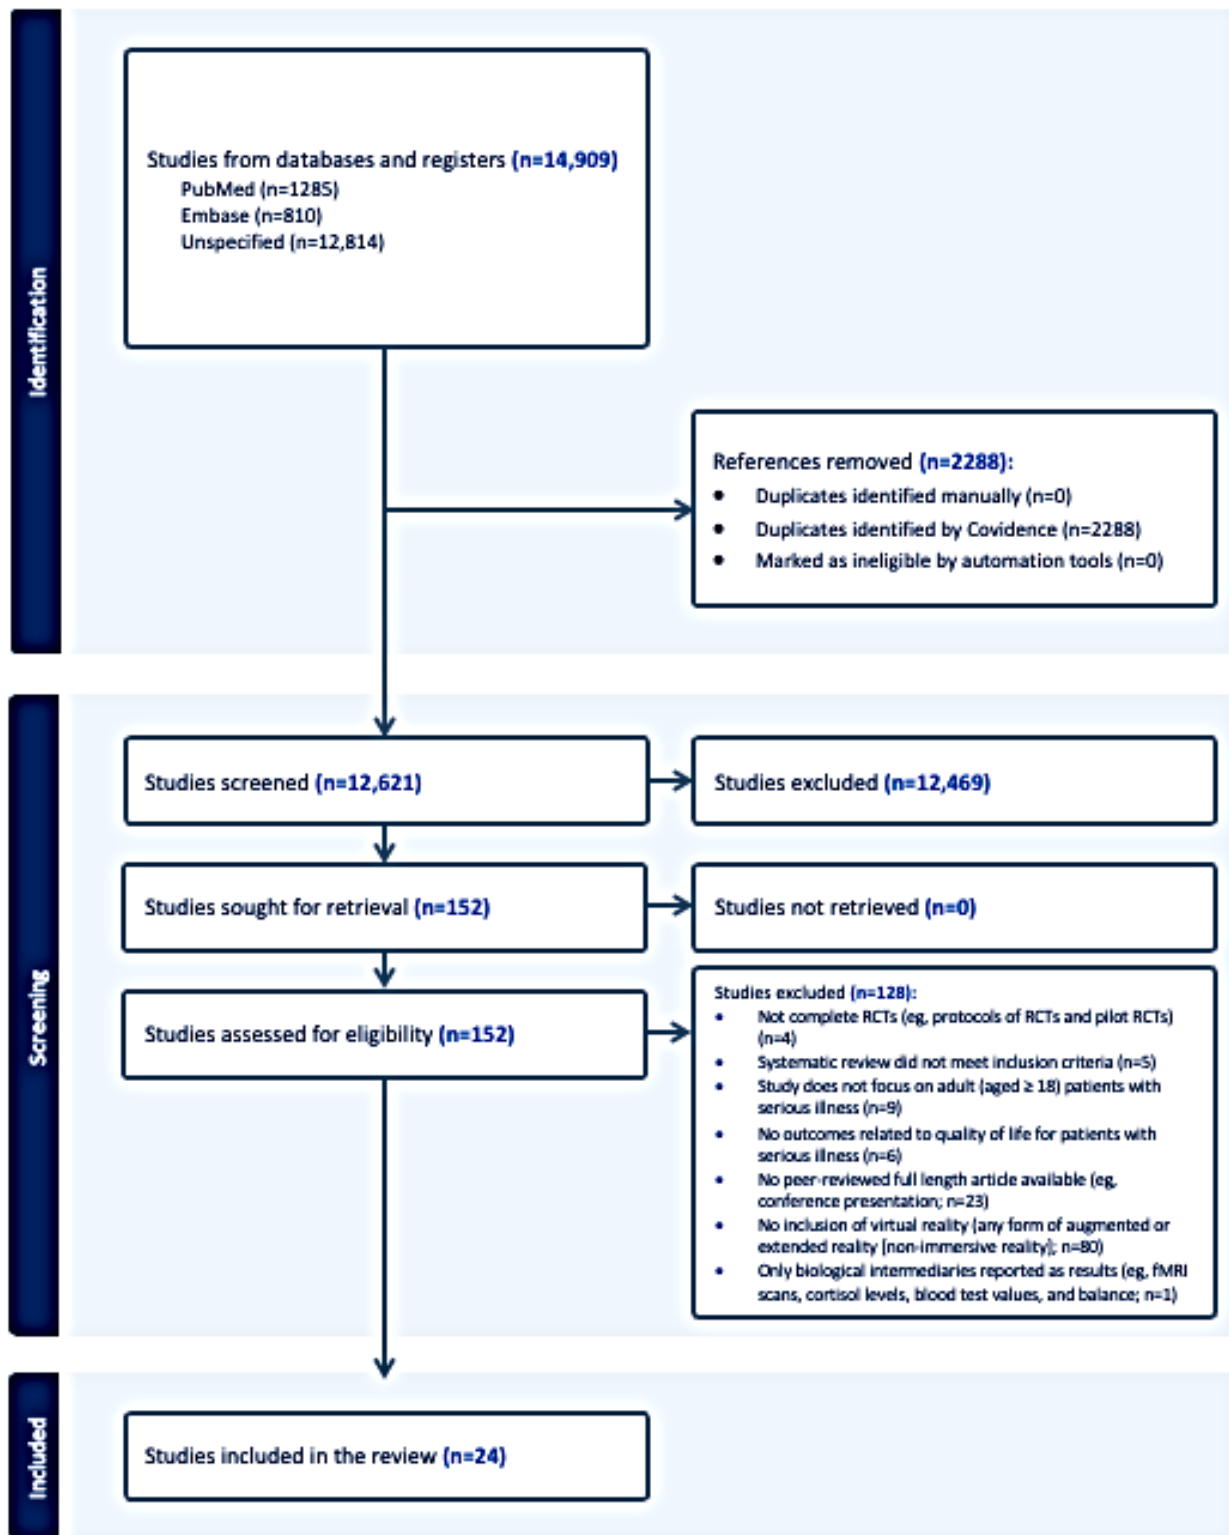 Identification
Studies from databases and registers (n=14,909)
PubMed (n=1285)
Embase (n=810)
Unspecified (n=12,814)
References removed (n=2288):
• Duplicates identified manually (n=0)
• Duplicates identified by Covidence (n=2288)
• Marked as ineligible by automation tools (n=0)
Screening
Studies screened (n=12,621)
Studies excluded (n=12,469)
Studies sought for retrieval (n=152)
Studies not retrieved (n=0)
Studies assessed for eligibility (n=152)
Studies excluded (n=128):
• Not complete RCTs (eg, protocols of RCTs and pilot RCTs)
(n=4)
• Systematic review did not meet inclusion criteria (n=5)
• Study does not focus on adult (aged ≥ 18) patients with
serious illness (n=9)
• No outcomes related to quality of life for patients with
serious illness (n=6)
• No peer-reviewed full length article available (eg,
conference presentation; n=23)
• No inclusion of virtual reality (any form of augmented or
extended reality [non-immersive reality]; n=80)
• Only biological intermediaries reported as results (eg, fMRI
scans, cortisol levels, blood test values, and balance; n=1)
Included
Studies included in the review (n=24)